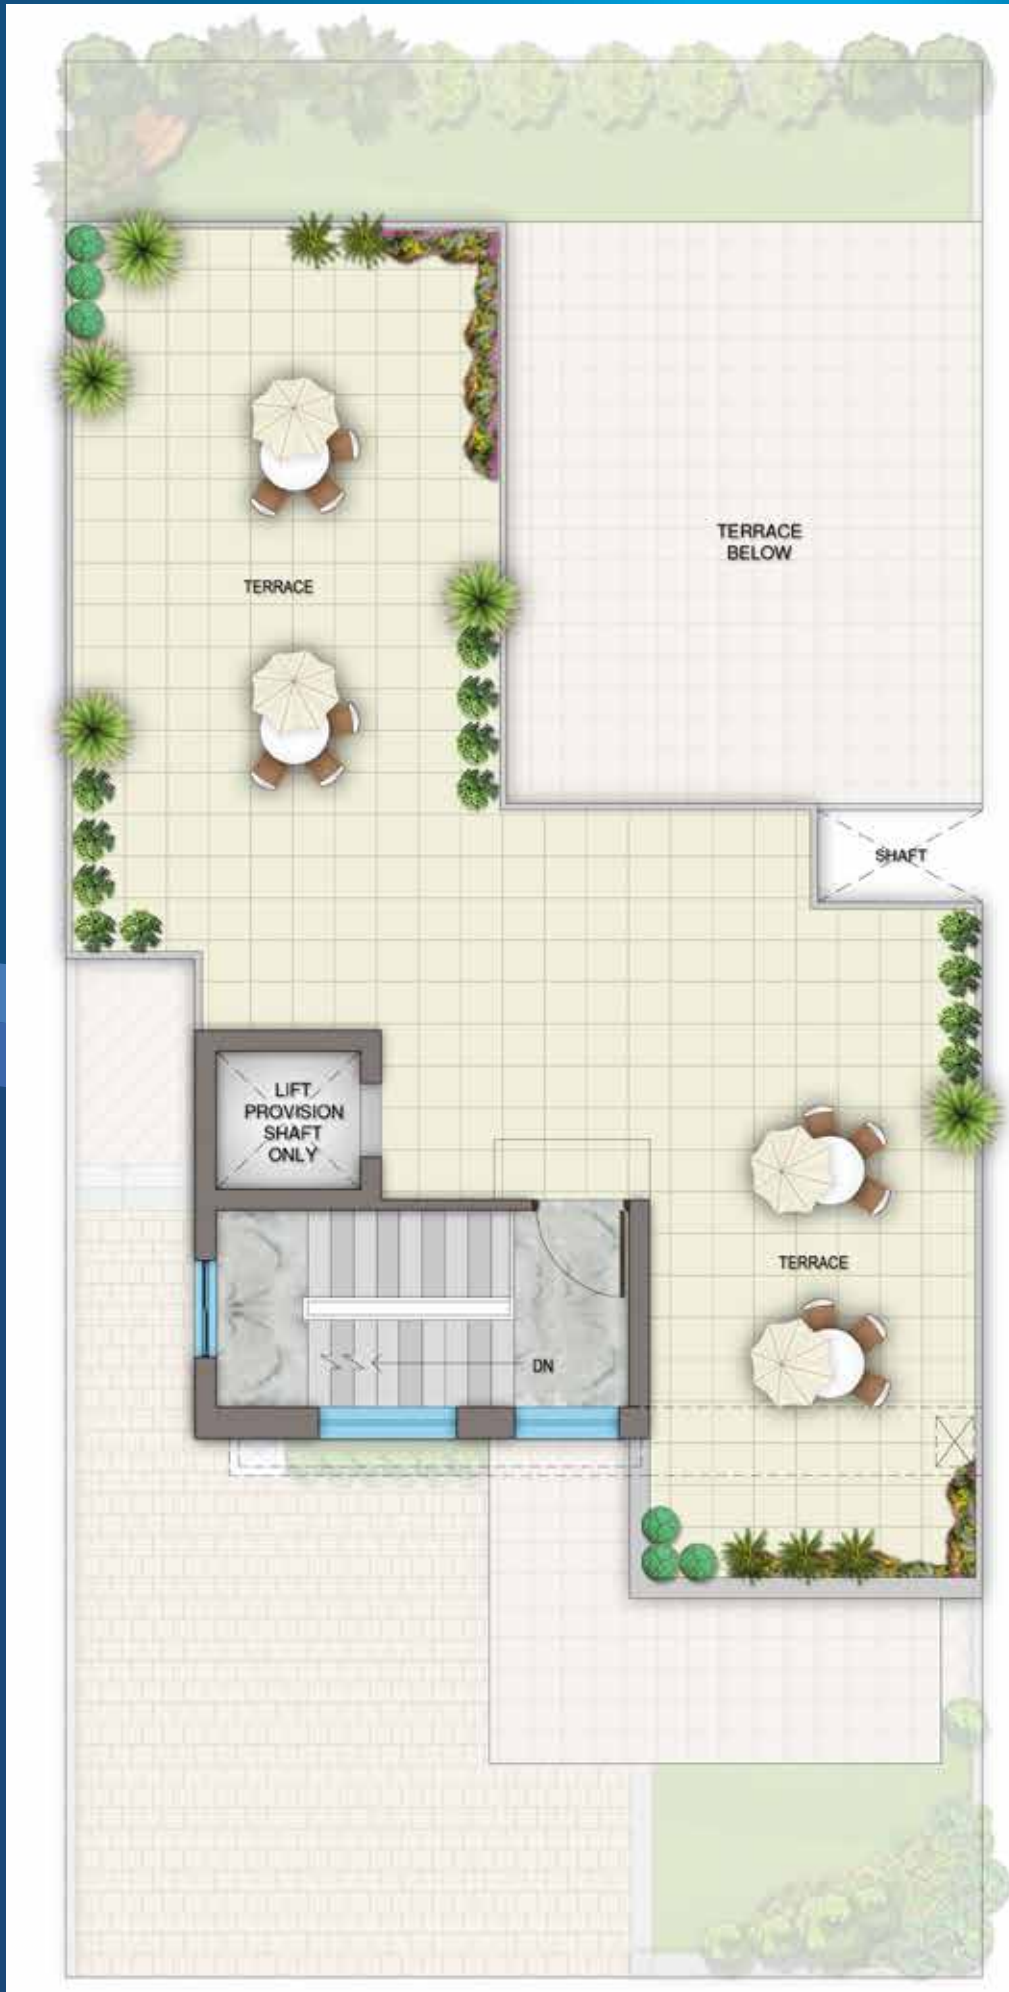 TERRACE
BELOW
TERRACE
SHAFT
LIFT
PROVISION
SHAFT
ONLY
TERRACE
DN